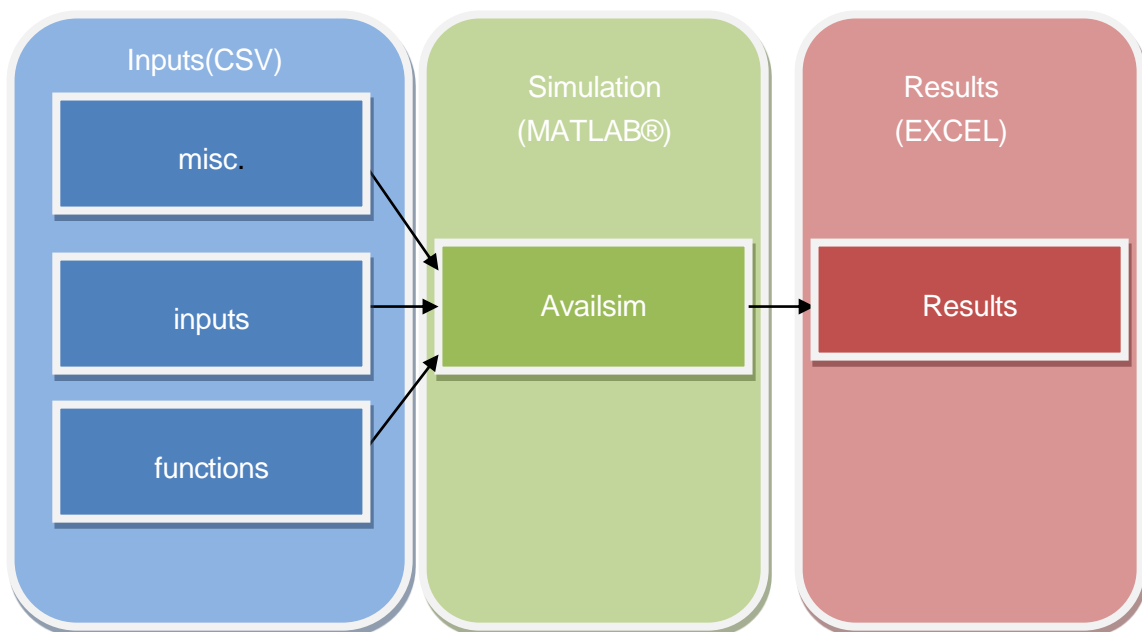 Inputs(CSV)
misc.
inputs
functions
Simulation
(MATLAB®)
Availsim
Results
(EXCEL)
Results